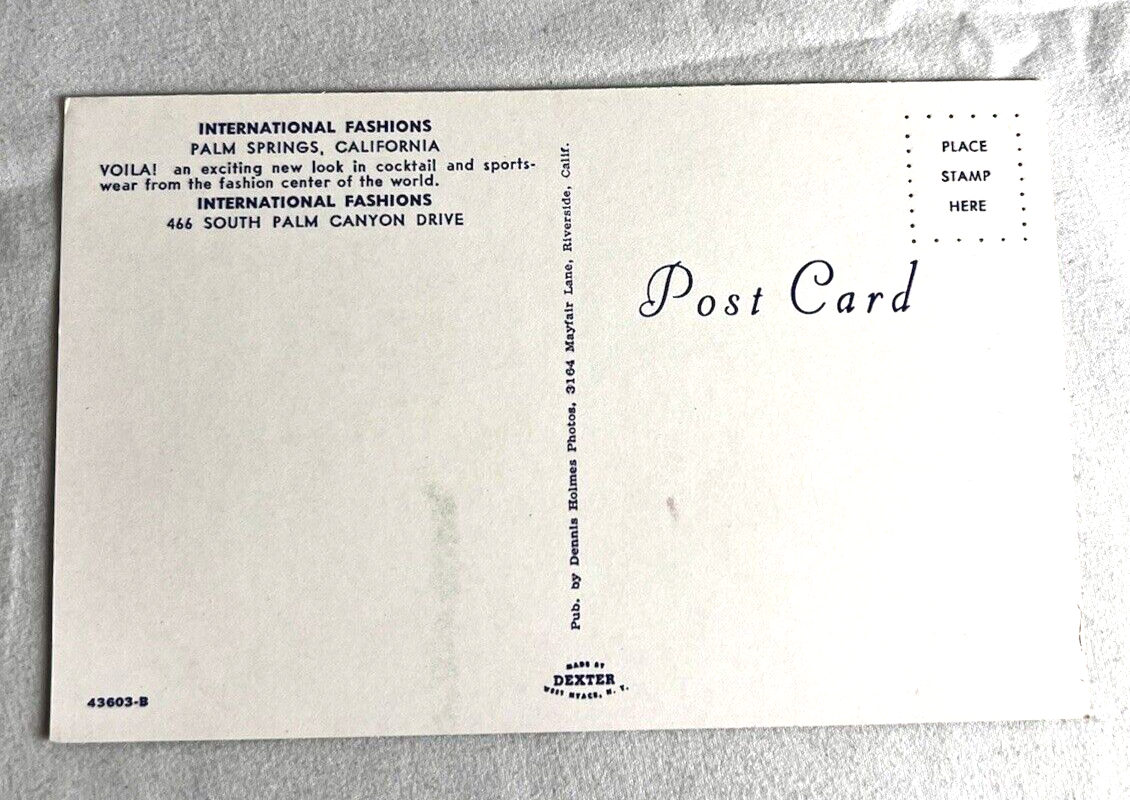 INTERNATIONAL FASHIONS
PALM SPRINGS, CALIFORNIA
VOILA! an exciting new look in cocktail and sports-
wear from the fashion center of the world.
INTERNATIONAL FASHIONS
466 SOUTH PALM CANYON DRIVE
43603-B
Pub. by Dennis Holmes Photos, 3164 Mayfair Lane, Riverside, Calif.
MADE BY
DEXTER
WEST NYACK, N. Y.
PLACE
STAMP
HERE
Post Card